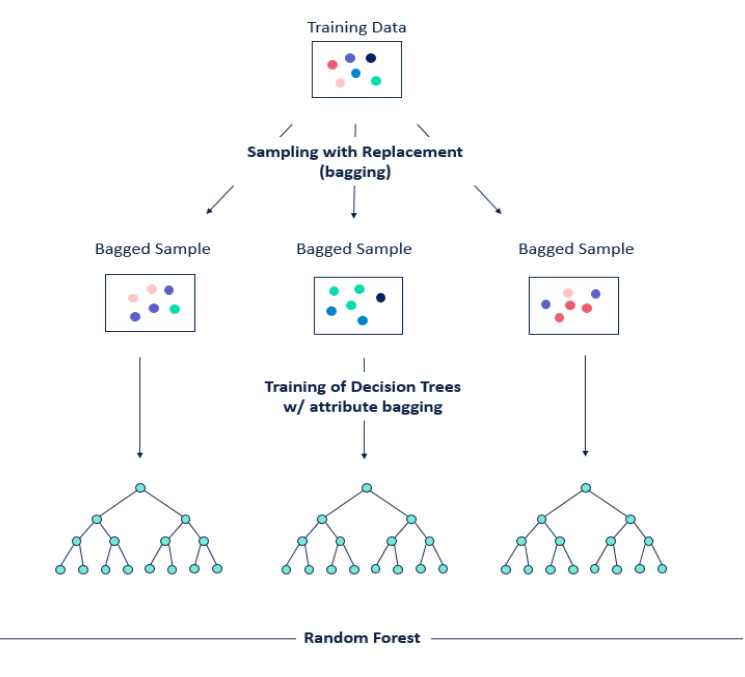 Training Data
Sampling with Replacement
(bagging)
Bagged Sample
Bagged Sample
Bagged Sample
Training of Decision Trees
w/ attribute bagging
Random Forest